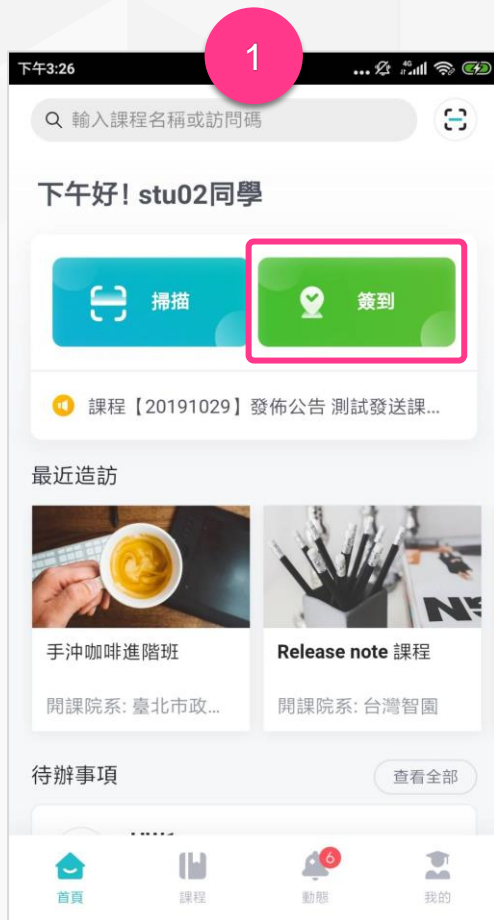 1
下午3:26
4G
輸入課程名稱或訪問碼
下午好! stu02同學
掃描
簽到
課程【20191029】發佈公告 測試發送課...
最近造訪
手沖咖啡進階班
開課院系: 臺北市政...
Release note 課程
開課院系: 台灣智園
待辦事項
查看全部
6
首頁
課程
動態
我的